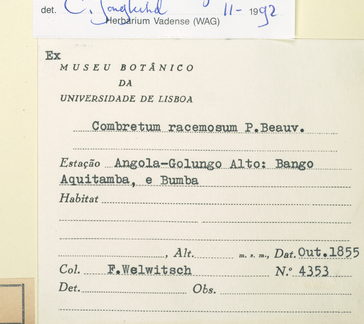 det. C. Jongkind 11- 1992
Herbarium Vadense (WAG)
Ex
MUSEU BOTÂNICO
DA
UNIVERSIDADE DE LISBOA
Combretum racemosum P.Beauv.
Estação Angola-Golungo Alto: Bango
Aquitamba, e Bumba
Habitat
, Alt. m. s. m., Dat. Out.1855
Col. F.Welwitsch N.º 4353
Det. Obs.